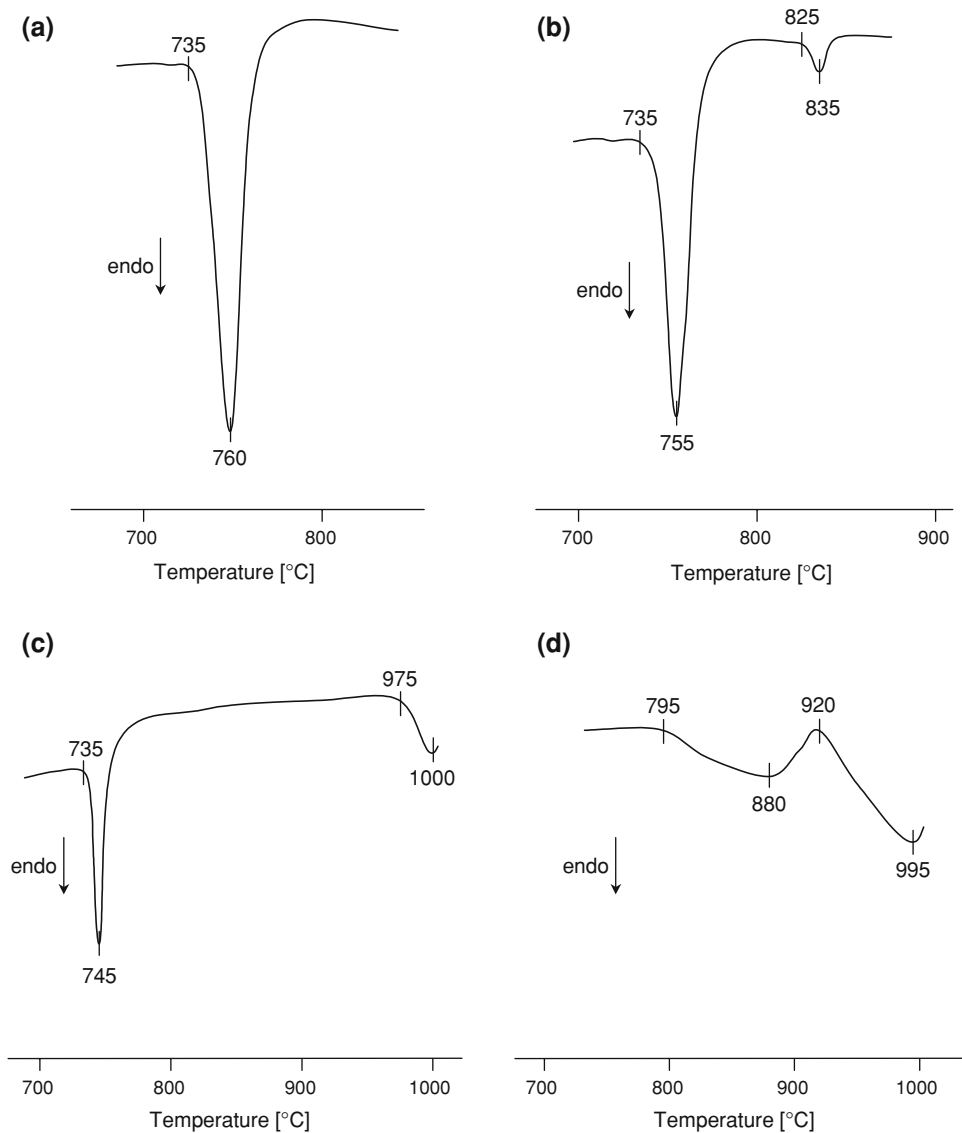 (a)
735
endo
760
700 800
Temperature [°C]
(b)
825
835
735
endo
755
700 800 900
Temperature [°C]
(c)
975
735
1000
endo
745
700 800 900 1000
Temperature [°C]
(d)
795 920
880
endo
995
700 800 900 1000
Temperature [°C]